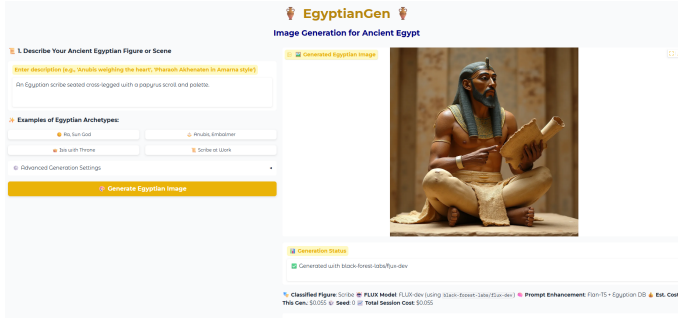 EgyptianGen
Image Generation for Ancient Egypt
1. Describe Your Ancient Egyptian Figure or Scene
Enter description (e.g., 'Anubis weighing the heart', 'Pharaoh Akhenaten in Amarna style')
An Egyptian scribe seated cross-legged with a papyrus scroll and palette.
Examples of Egyptian Archetypes:
Ra, Sun God
Anubis, Embalmer
Isis with Throne
Scribe at Work
Advanced Generation Settings
Generate Egyptian Image
Generated Egyptian Image
Generation Status
Generated with black-forest-labs/flux-dev
Classified Figure: Scribe FLUX Model: FLUX-dev (using black-forest-labs/flux-dev) Prompt Enhancement: Flan-T5 + Egyptian DB Est. Cost
This Gen.: $0.055 Seed: 0 Total Session Cost: $0.055